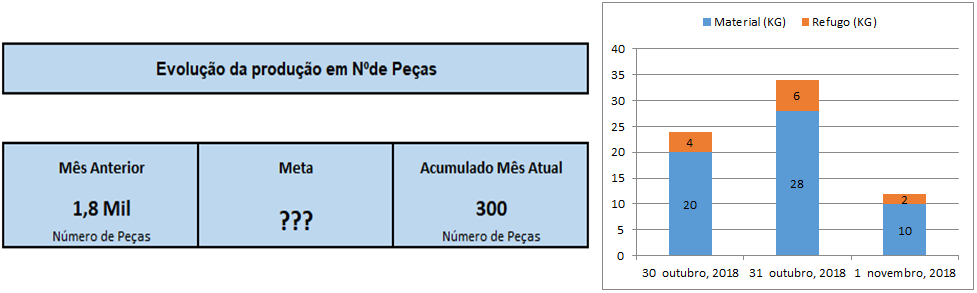 Evolução da produção em Nºde Peças
Mês Anterior
1,8 Mil
Número de Peças
Meta
???
Acumulado Mês Atual
300
Número de Peças
Material (KG) Refugo (KG)
40
35
30
25
20
15
10
5
0
4
20
6
28
2
10
30 outubro, 2018 31 outubro, 2018 1 novembro, 2018